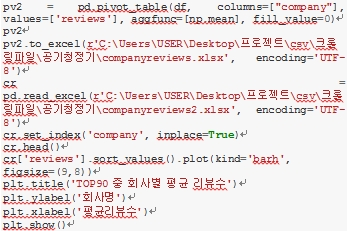 pv2 = pd.pivot_table(df, columns=["company"],
values=['reviews'], aggfunc=[np.mean], fill_value=0)
pv2
pv2.to_excel(r'C:\Users\USER\Desktop\프로젝트\csv\크롤
링파일\공기청정기\companyreviews.xlsx', encoding='UTF-
8')
cr =
pd.read_excel(r'C:\Users\USER\Desktop\프로젝트\csv\크롤
링파일\공기청정기\companyreviews2.xlsx', encoding='UTF-
8')
cr.set_index('company', inplace=True)
cr.head()
cr['reviews'].sort_values().plot(kind='barh',
figsize=(9,8))
plt.title('TOP90 중 회사별 평균 리뷰수')
plt.ylabel('회사명')
plt.xlabel('평균리뷰수')
plt.show()